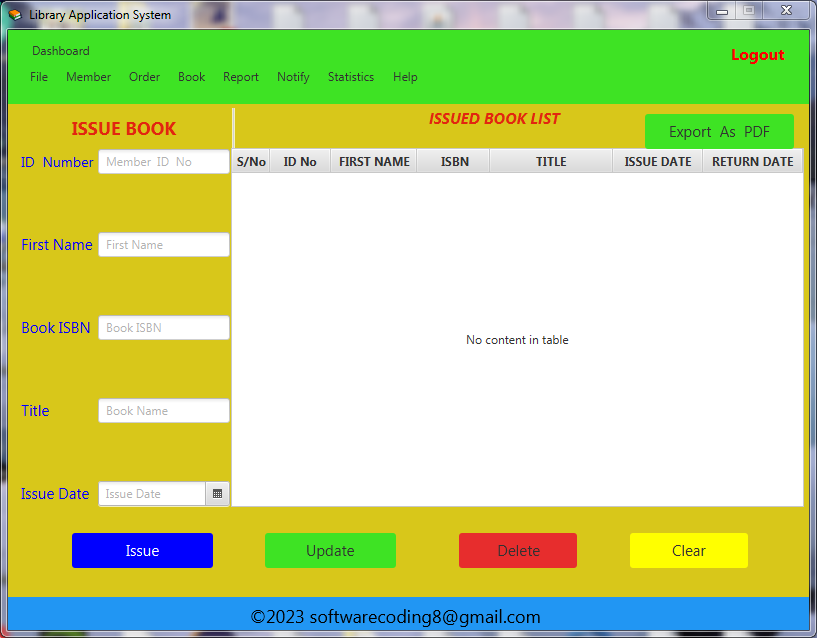 Library Application System
Dashboard
Logout
File Member Order Book Report Notify Statistics Help
ISSUE BOOK
ISSUED BOOK LIST
Export As PDF
ID Number Member ID No
S/No ID No FIRST NAME ISBN TITLE ISSUE DATE RETURN DATE
First Name First Name
Book ISBN Book ISBN
No content in table
Title Book Name
Issue Date Issue Date
Issue Update Delete Clear
©2023 softwarecoding8@gmail.com